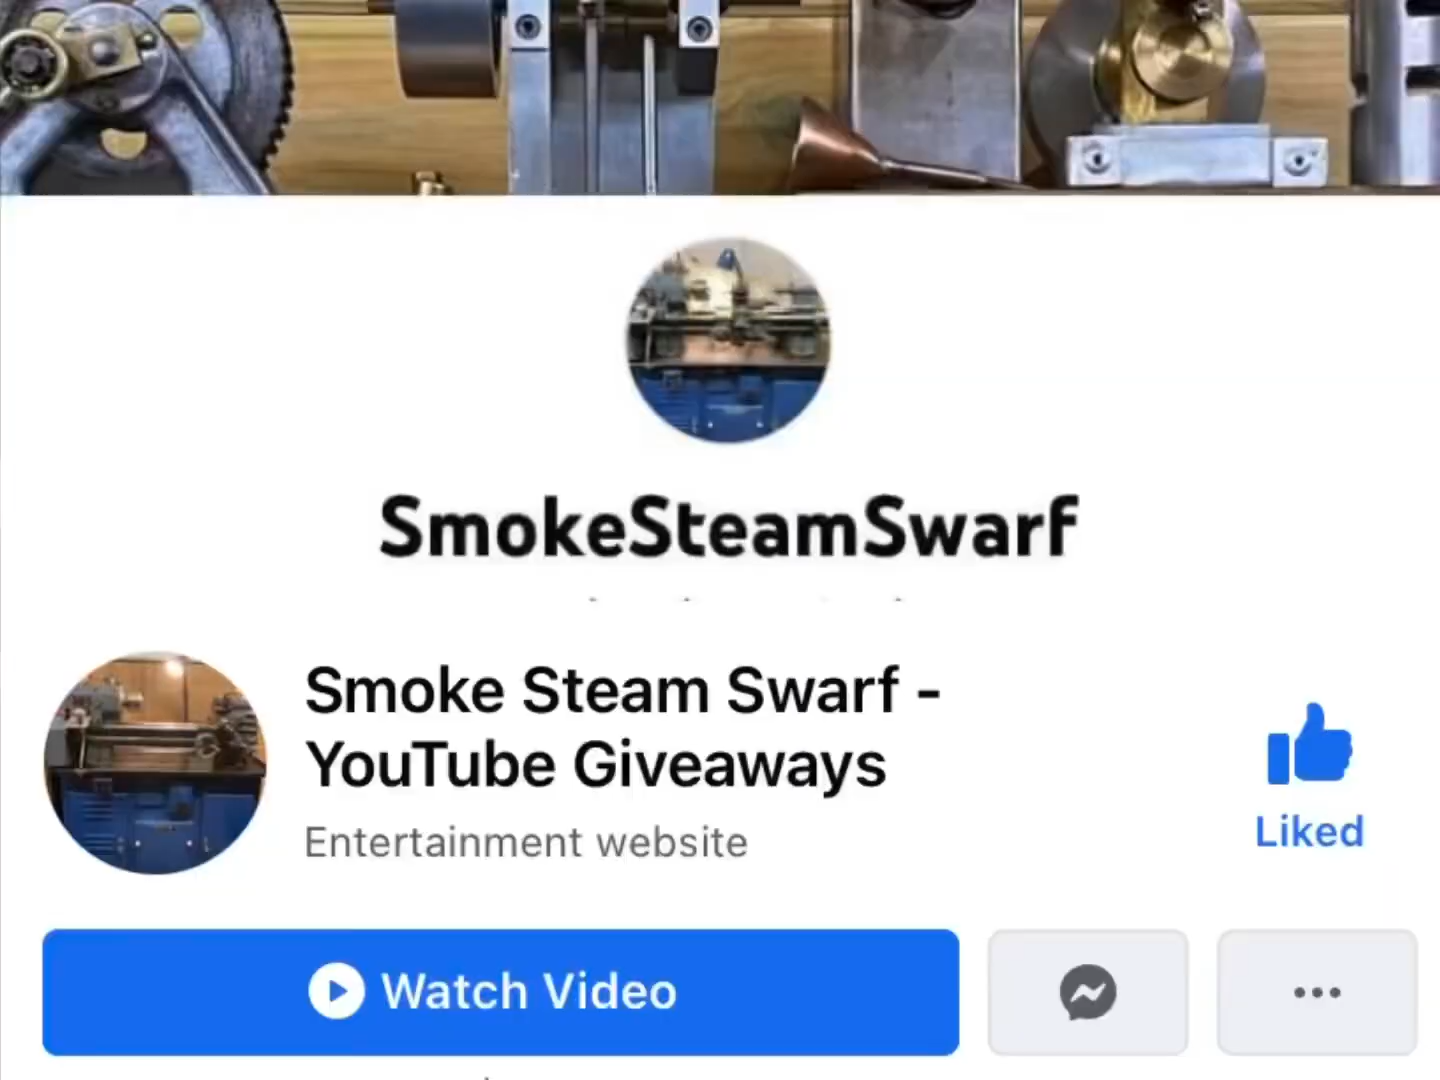 SmokeSteamSwarf
Smoke Steam Swarf -
YouTube Giveaways
Entertainment website
Liked
Watch Video